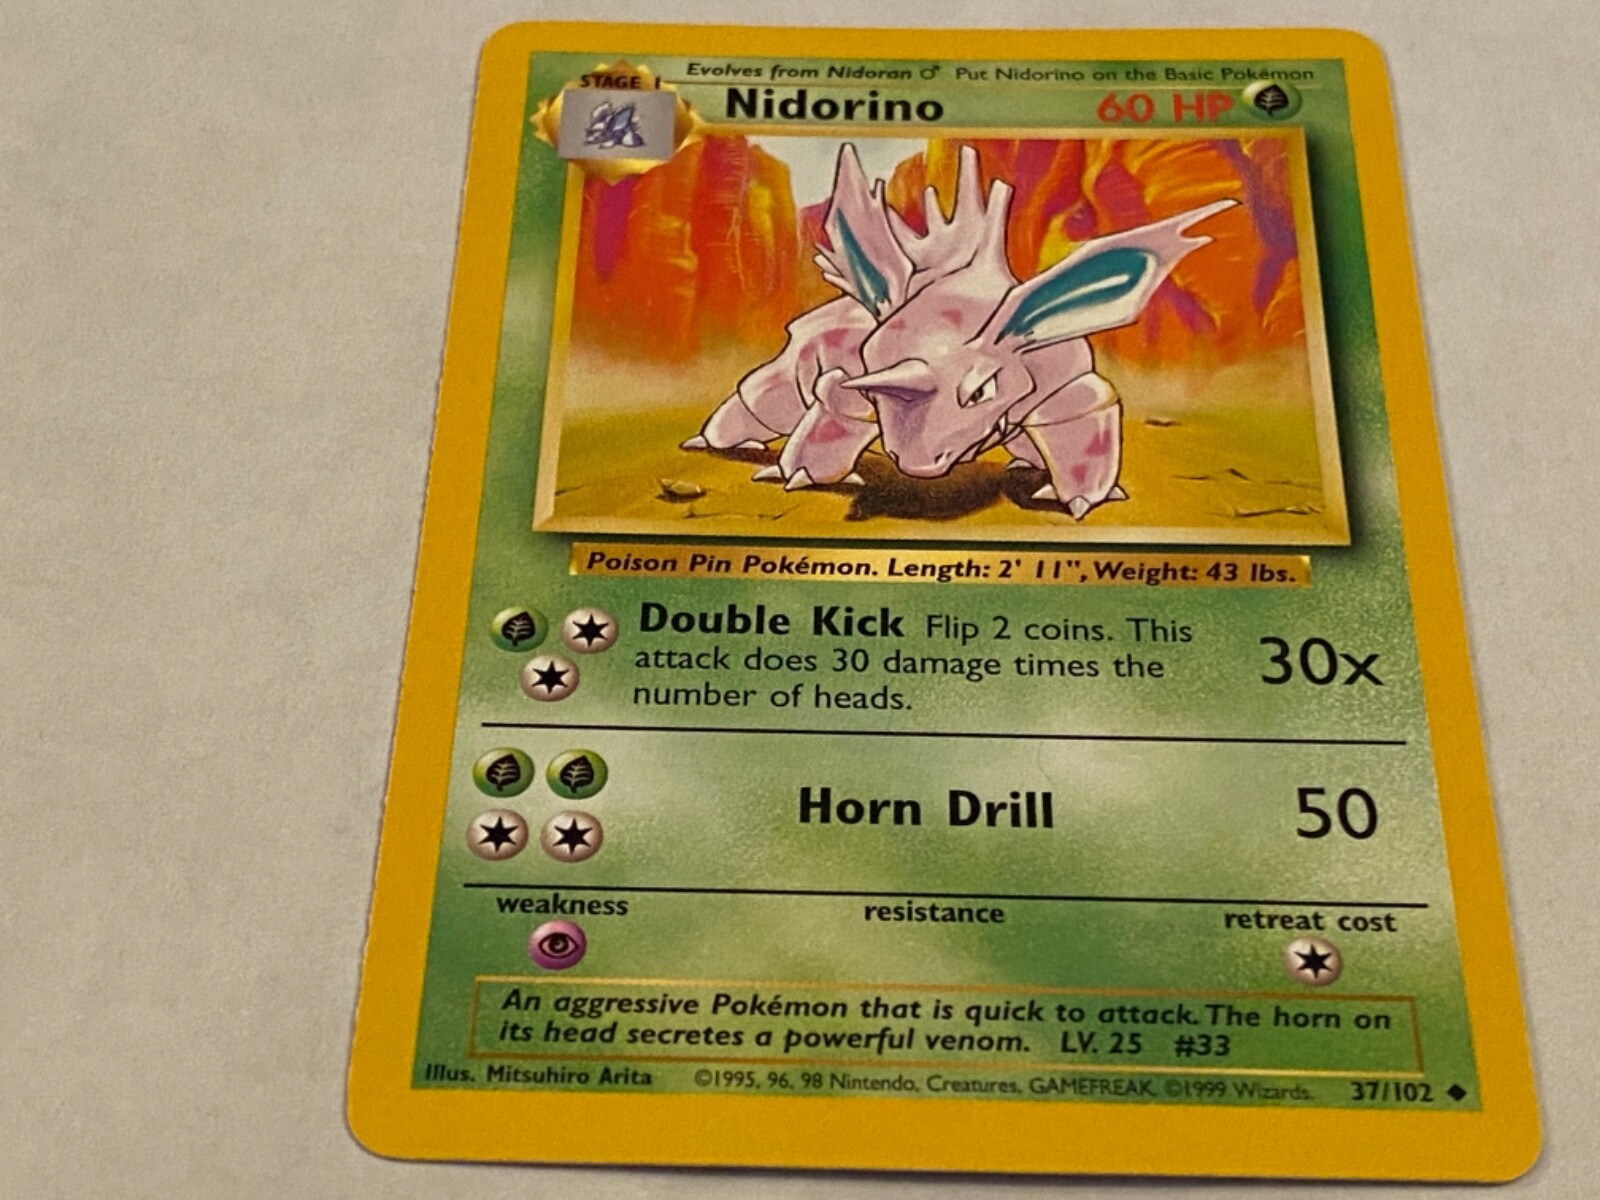 STAGE 1
Evolves from Nidoran ♂ Put Nidorino on the Basic Pokémon
Nidorino 60 HP
Poison Pin Pokémon. Length: 2' 11", Weight: 43 lbs.
Double Kick Flip 2 coins. This
attack does 30 damage times the
number of heads.
30x
Horn Drill 50
weakness resistance retreat cost
An aggressive Pokémon that is quick to attack. The horn on
its head secretes a powerful venom. LV. 25 #33
Illus. Mitsuhiro Arita ©1995, 96, 98 Nintendo, Creatures, GAMEFREAK. ©1999 Wizards. 37/102